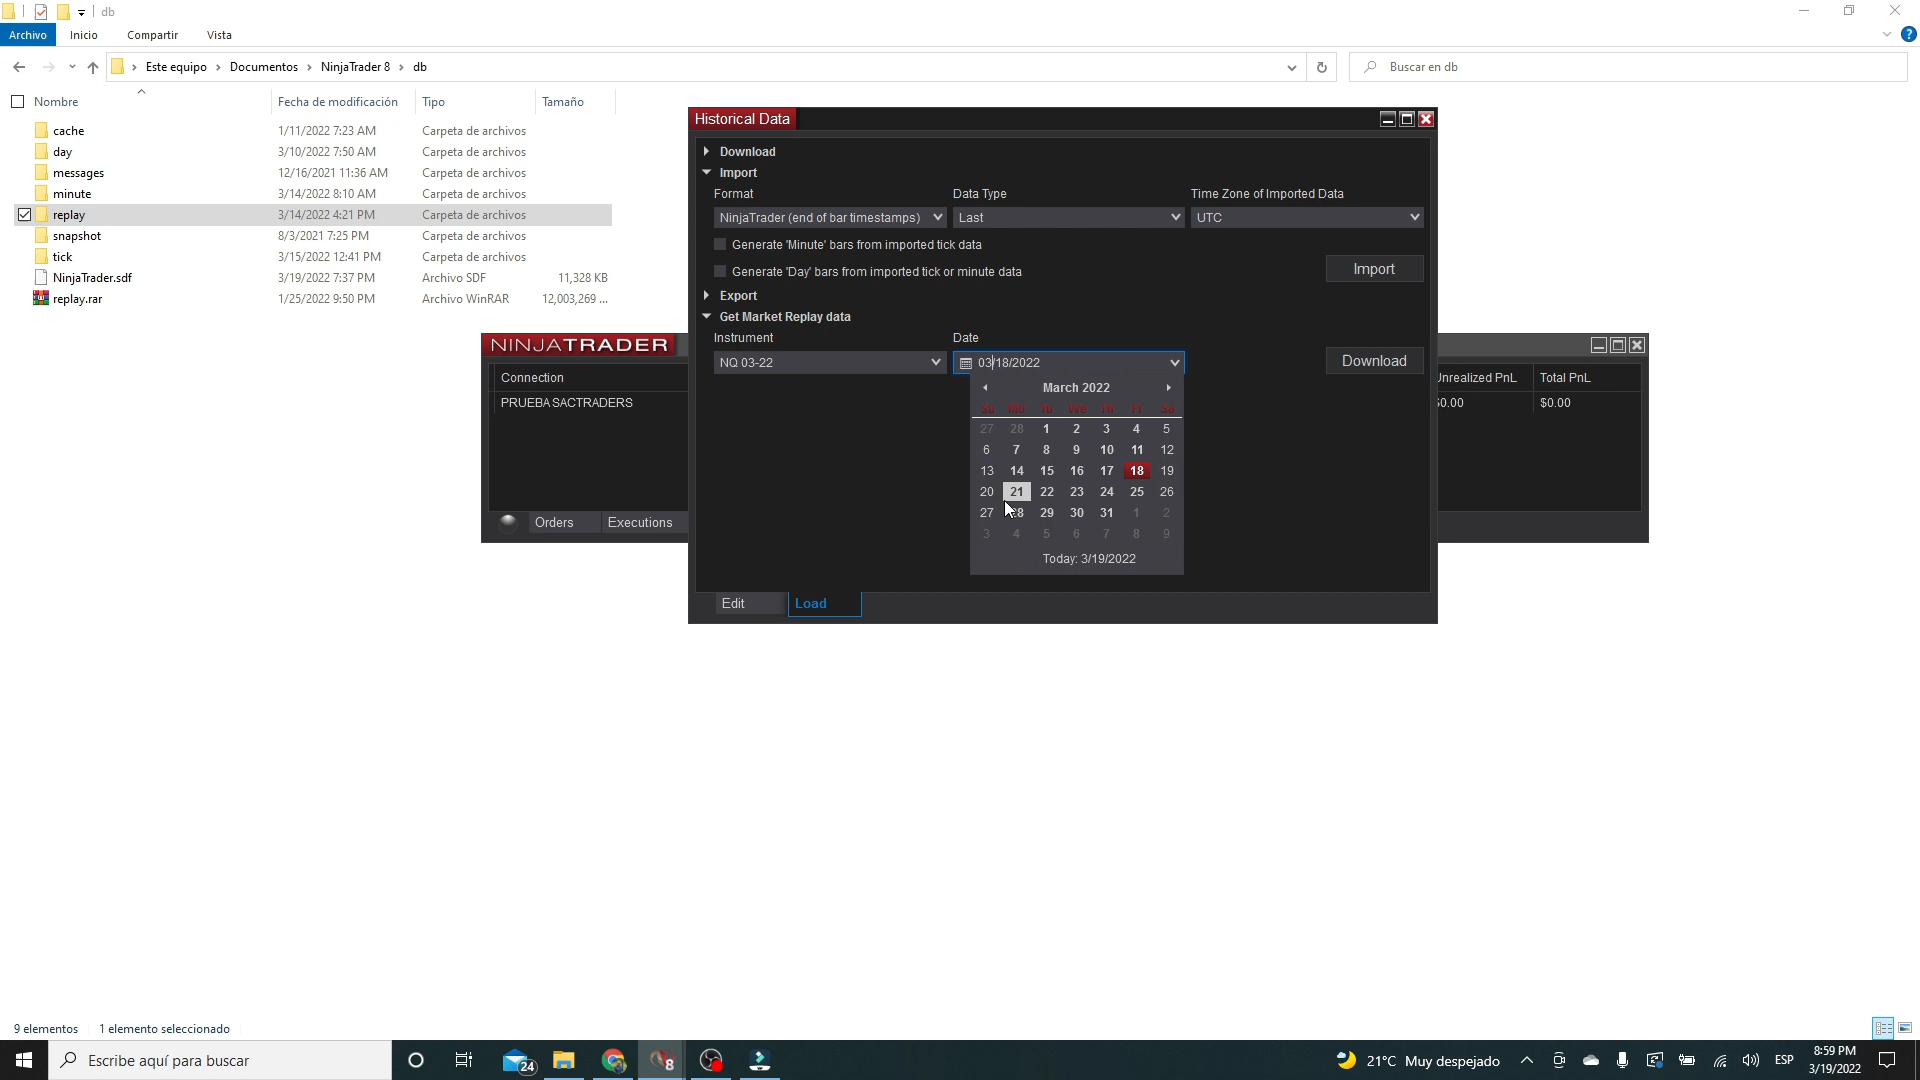 db
Archivo Inicio Compartir Vista
Este equipo Documentos NinjaTrader 8 db
Buscar en db
Nombre Fecha de modificación Tipo Tamaño
cache 1/11/2022 7:23 AM Carpeta de archivos
day 3/10/2022 7:50 AM Carpeta de archivos
messages 12/16/2021 11:36 AM Carpeta de archivos
minute 3/14/2022 8:10 AM Carpeta de archivos
replay 3/14/2022 4:21 PM Carpeta de archivos
snapshot 8/3/2021 7:25 PM Carpeta de archivos
tick 3/15/2022 12:41 PM Carpeta de archivos
NinjaTrader.sdf 3/19/2022 7:37 PM Archivo SDF 11,328 KB
replay.rar 1/25/2022 9:50 PM Archivo WinRAR 12,003,269 ...
Historical Data
Download
Import
Format Data Type Time Zone of Imported Data
NinjaTrader (end of bar timestamps) Last UTC
Generate 'Minute' bars from imported tick data
Generate 'Day' bars from imported tick or minute data
Import
Export
Get Market Replay data
Instrument Date
NQ 03-22 03/18/2022 Download
March 2022
Su Mo Tu We Th Fr Sa
27 28 1 2 3 4 5
6 7 8 9 10 11 12
13 14 15 16 17 18 19
20 21 22 23 24 25 26
27 28 29 30 31 1 2
3 4 5 6 7 8 9
Today: 3/19/2022
Edit Load
NINJATRADER
Connection
PRUEBA SACTRADERS
Orders Executions
Unrealized PnL Total PnL
$0.00 $0.00
9 elementos 1 elemento seleccionado
Escribe aquí para buscar
24
8
21°C Muy despejado
ESP
8:59 PM
3/19/2022